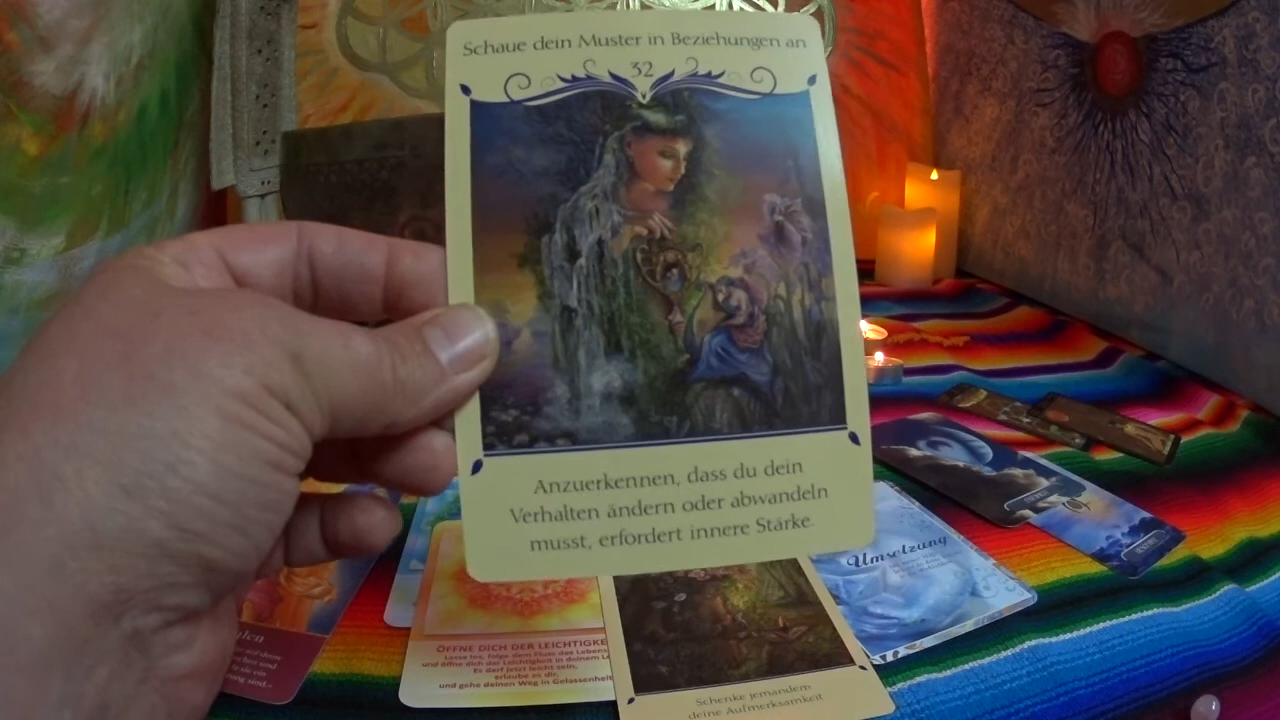 Schaue dein Muster in Beziehungen an
32
Anzuerkennen, dass du dein
Verhalten ändern oder abwandeln
musst, erfordert innere Stärke.
Umsetzung
ÖFFNE DICH DER LEICHTIGKE
Lasse los, folge dem Fluss des Lebens
und öffne dich der Leichtigkeit in deinem L
Es darf jetzt leicht sein,
erlaube es dir,
und gehe deinen Weg in Gelassenhei
Schenke jemandem
deine Aufmerksamkeit